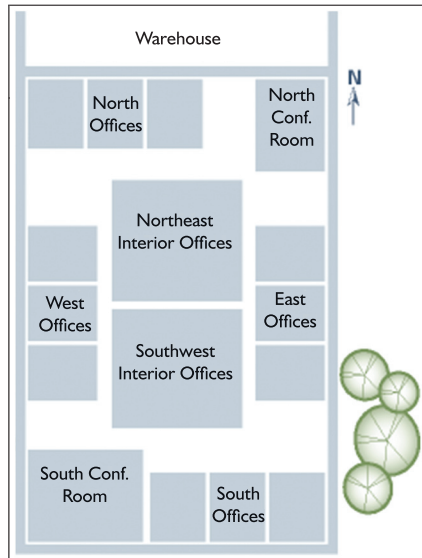 Warehouse
N
North
Offices
North
Conf.
Room
Northeast
Interior Offices
West
Offices
East
Offices
Southwest
Interior Offices
South Conf.
Room
South
Offices